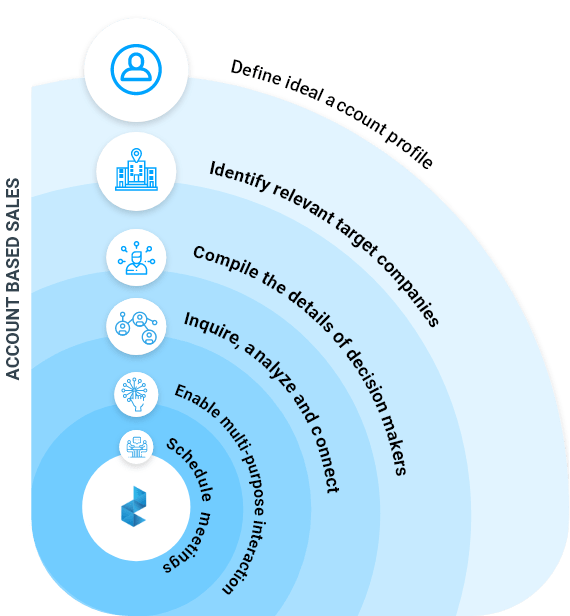 ACCOUNT BASED SALES
Define ideal account profile
Identify relevant target companies
Compile the details of decision makers
Inquire, analyze and connect
Enable multi-purpose interaction
Schedule meetings